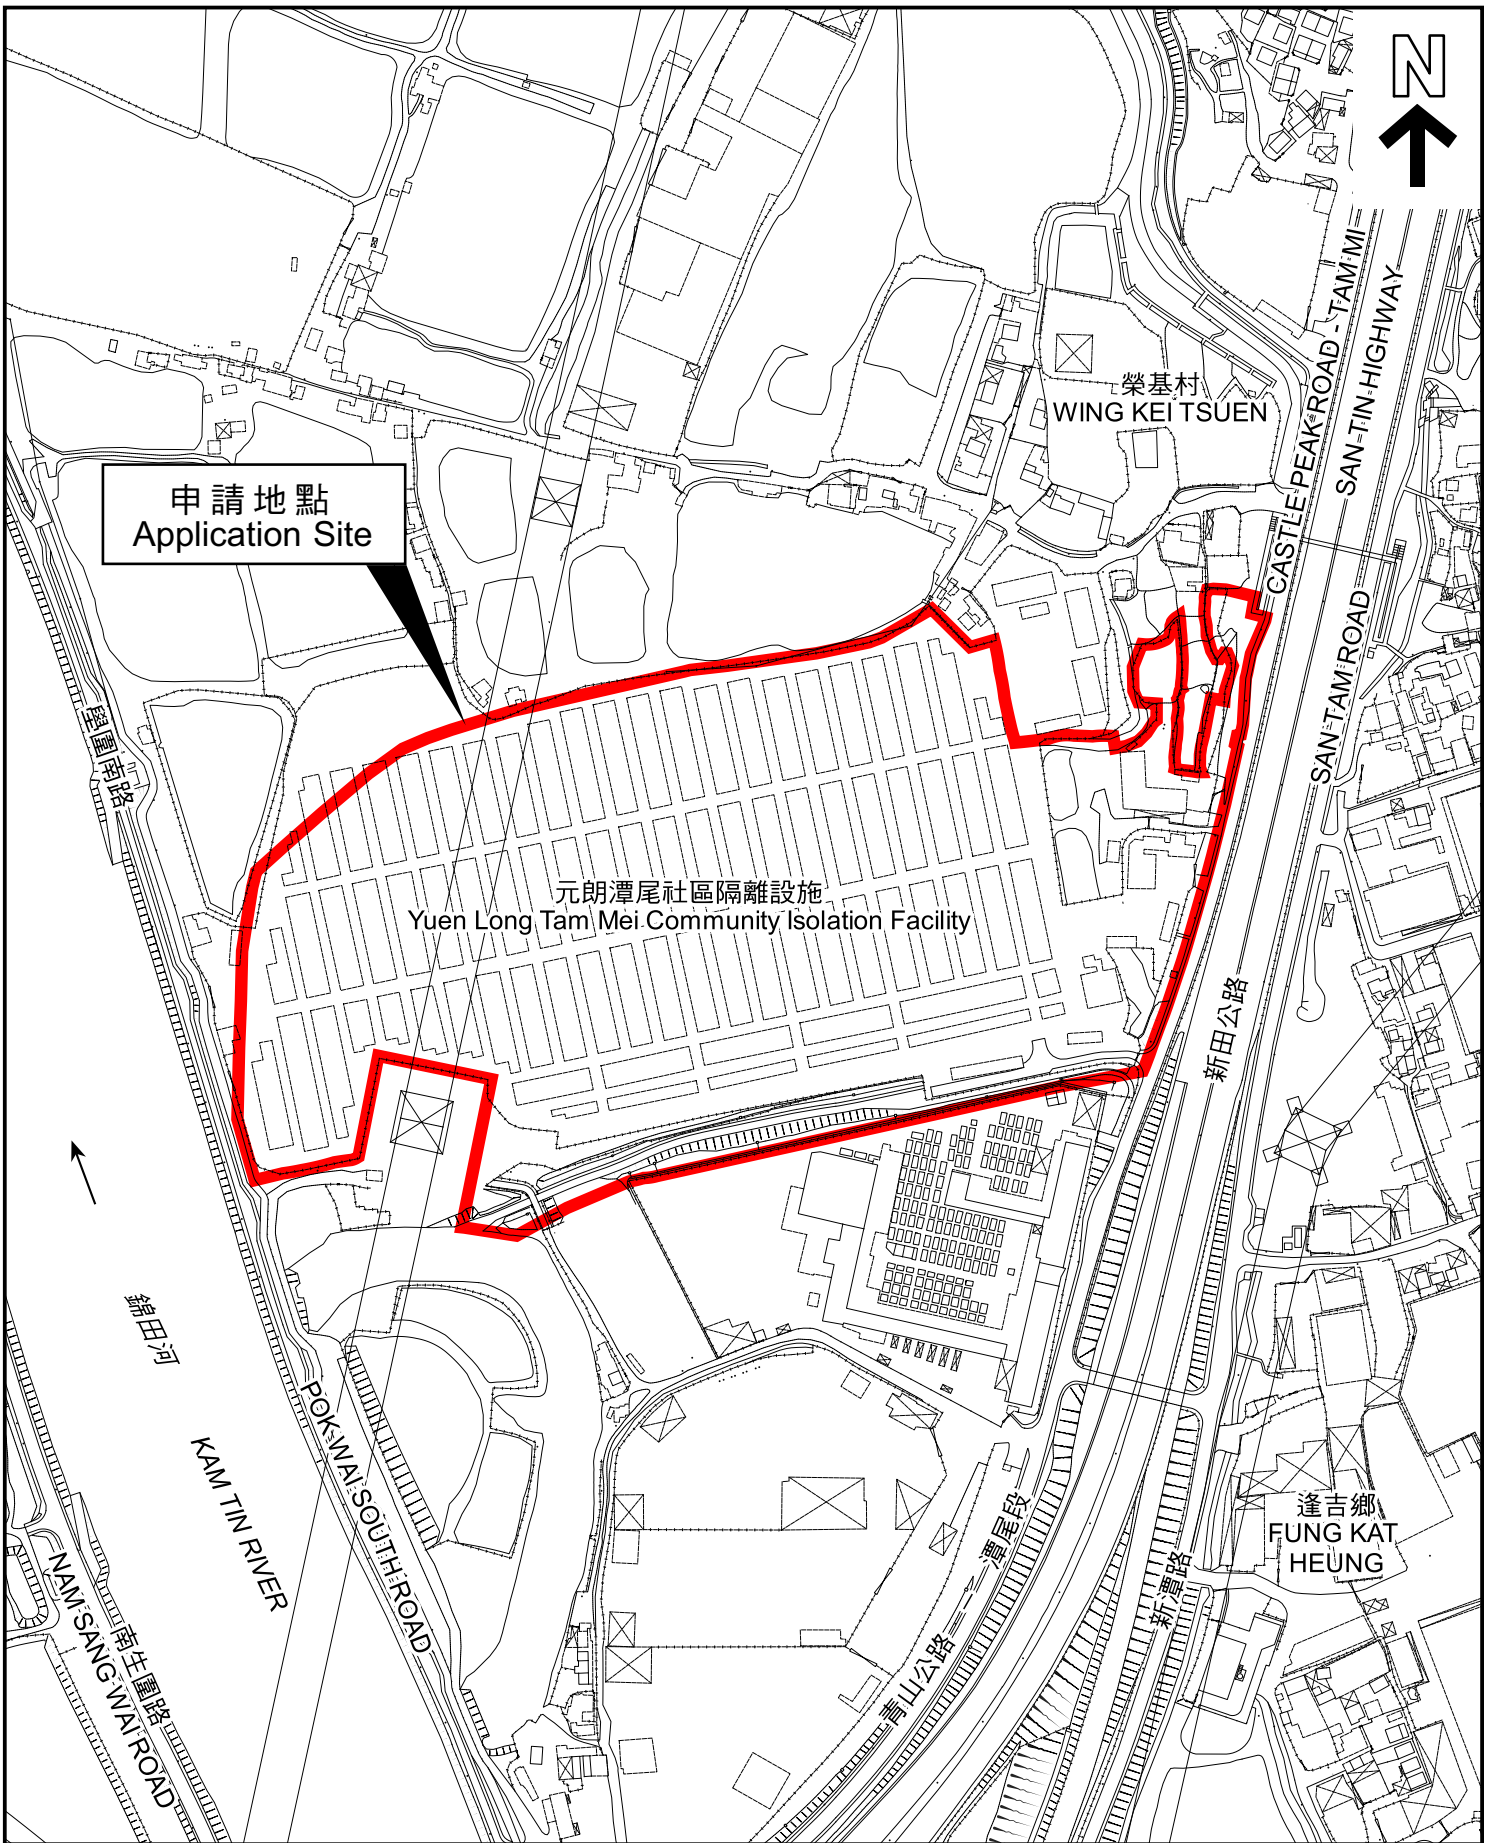 N
榮基村
WING KEI TSUEN
CASTLE PEAK ROAD - TAM MI
SAN TIN HIGHWAY
申請地點
Application Site
SAN TAM ROAD
壆圍南路
元朗潭尾社區隔離設施
Yuen Long Tam Mei Community Isolation Facility
新田公路
錦田河
KAM TIN RIVER
POK WAI SOUTH ROAD
逢吉鄉
FUNG KAT
HEUNG
青山公路 — 潭尾段
新潭路
南生圍路
NAM SANG WAI ROAD